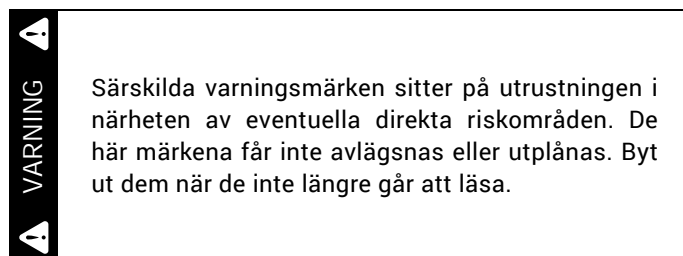 VARNING
Särskilda varningsmärken sitter på utrustningen i
närheten av eventuella direkta riskområden. De
här märkena får inte avlägsnas eller utplånas. Byt
ut dem när de inte längre går att läsa.